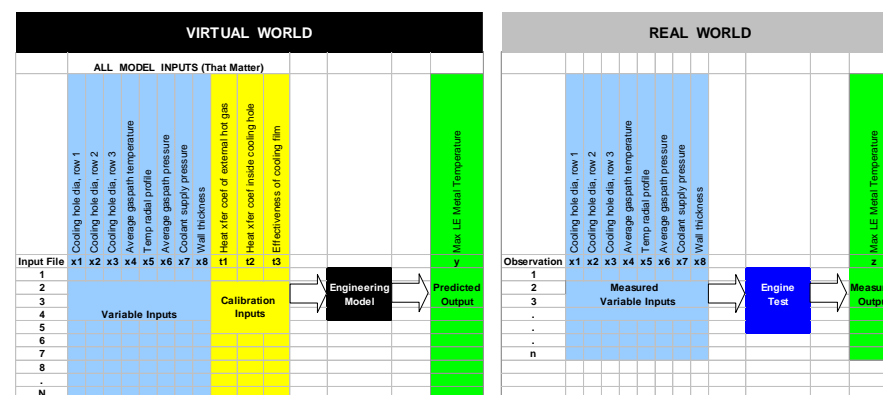 VIRTUAL WORLD
ALL MODEL INPUTS (That Matter)
Cooling hole dia, row 1
Cooling hole dia, row 2
Cooling hole dia, row 3
Average gaspath temperature
Temp radial profile
Average gaspath pressure
Coolant supply pressure
Wall thickness
Heat xfer coef of external hot gas
Heat xfer coef inside cooling hole
Effectiveness of cooling film
Max LE Metal Temperature
Input File x1 x2 x3 x4 x5 x6 x7 x8 t1 t2 t3 y
1
2
3
4
5
6
7
8
.
N
Variable Inputs
Calibration
Inputs
Engineering
Model
Predicted
Output
REAL WORLD
Cooling hole dia, row 1
Cooling hole dia, row 2
Cooling hole dia, row 3
Average gaspath temperature
Temp radial profile
Average gaspath pressure
Coolant supply pressure
Wall thickness
Max LE Metal Temperature
Observation x1 x2 x3 x4 x5 x6 x7 x8 z
1
2
3
.
.
.
n
Measured
Variable Inputs
Engine
Test